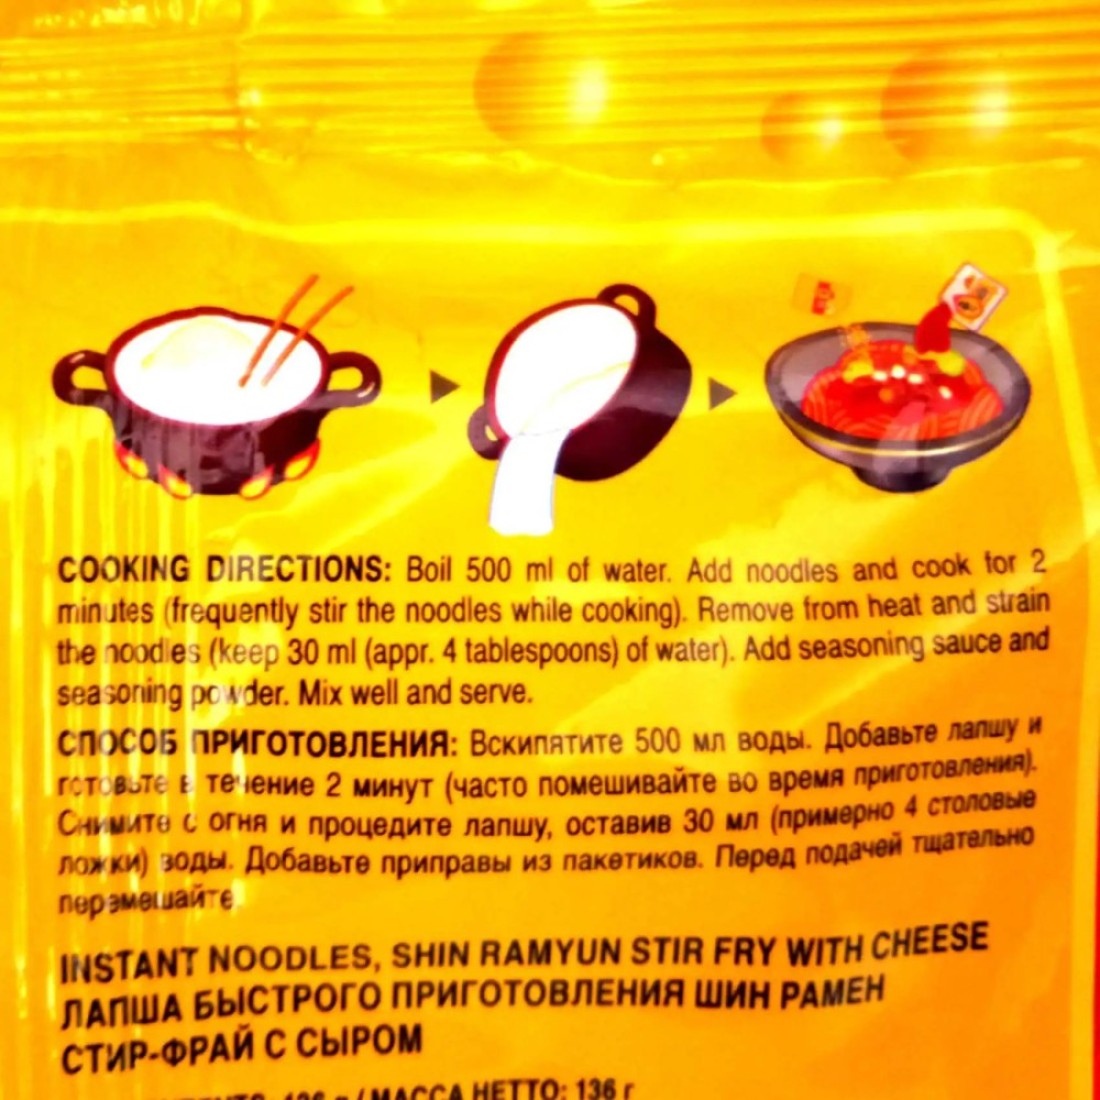 COOKING DIRECTIONS: Boil 500 ml of water. Add noodles and cook for 2
minutes (frequently stir the noodles while cooking). Remove from heat and strain
the noodles (keep 30 ml (appr. 4 tablespoons) of water). Add seasoning sauce and
seasoning powder. Mix well and serve.
СПОСОБ ПРИГОТОВЛЕНИЯ: Вскипятите 500 мл воды. Добавьте лапшу и
готовьте в течение 2 минут (часто помешивайте во время приготовления).
Снимите с огня и процедите лапшу, оставив 30 мл (примерно 4 столовые
ложки) воды. Добавьте приправы из пакетиков. Перед подачей тщательно
перемешайте.
INSTANT NOODLES, SHIN RAMYUN STIR FRY WITH CHEESE
ЛАПША БЫСТРОГО ПРИГОТОВЛЕНИЯ ШИН РАМЕН
СТИР-ФРАЙ С СЫРОМ
136 g / МАССА НЕТТО: 136 г